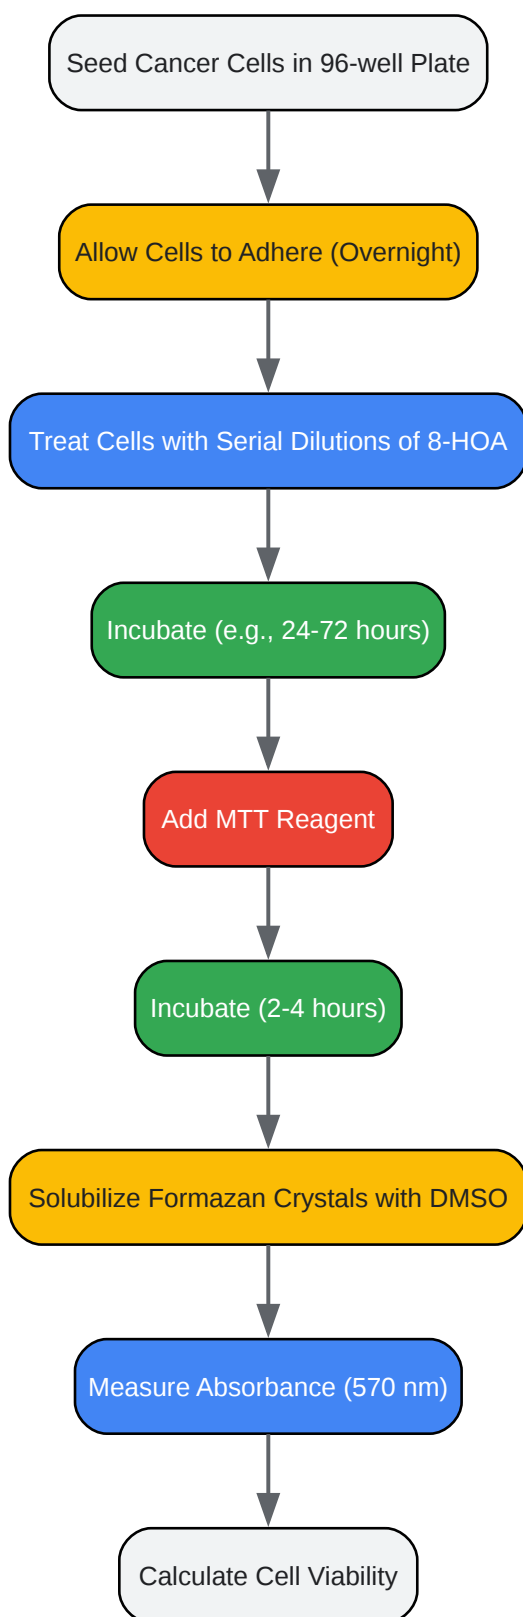 Seed Cancer Cells in 96-well Plate
Allow Cells to Adhere (Overnight)
Treat Cells with Serial Dilutions of 8-HOA
Incubate (e.g., 24-72 hours)
Add MTT Reagent
Incubate (2-4 hours)
Solubilize Formazan Crystals with DMSO
Measure Absorbance (570 nm)
Calculate Cell Viability